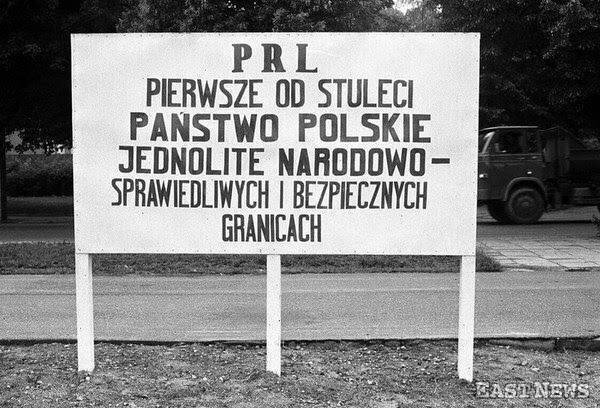 PRL
PIERWSZE OD STULECI
PAŃSTWO POLSKIE
JEDNOLITE NARODOWO-
SPRAWIEDLIWYCH I BEZPIECZNYCH
GRANICACH
EAST NEWS